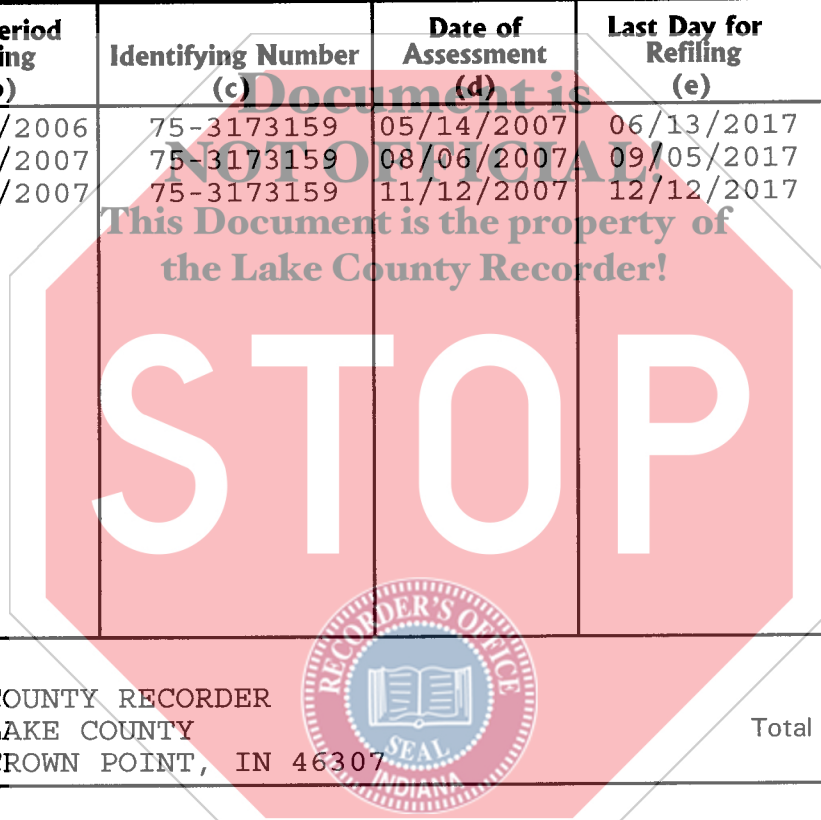 eriod
ing
)
Identifying Number
(c)
Date of
Assessment
(d)
Last Day for
Refiling
(e)
/2006 75-3173159 05/14/2007 06/13/2017
/2007 75-3173159 08/06/2007 09/05/2017
/2007 75-3173159 11/12/2007 12/12/2017
Document is
NOT OFFICIAL!
This Document is the property of
the Lake County Recorder!
STOP
RECORDER'S OFFICE
SEAL
INDIANA
OUNTY RECORDER
AKE COUNTY
ROWN POINT, IN 46307
Total